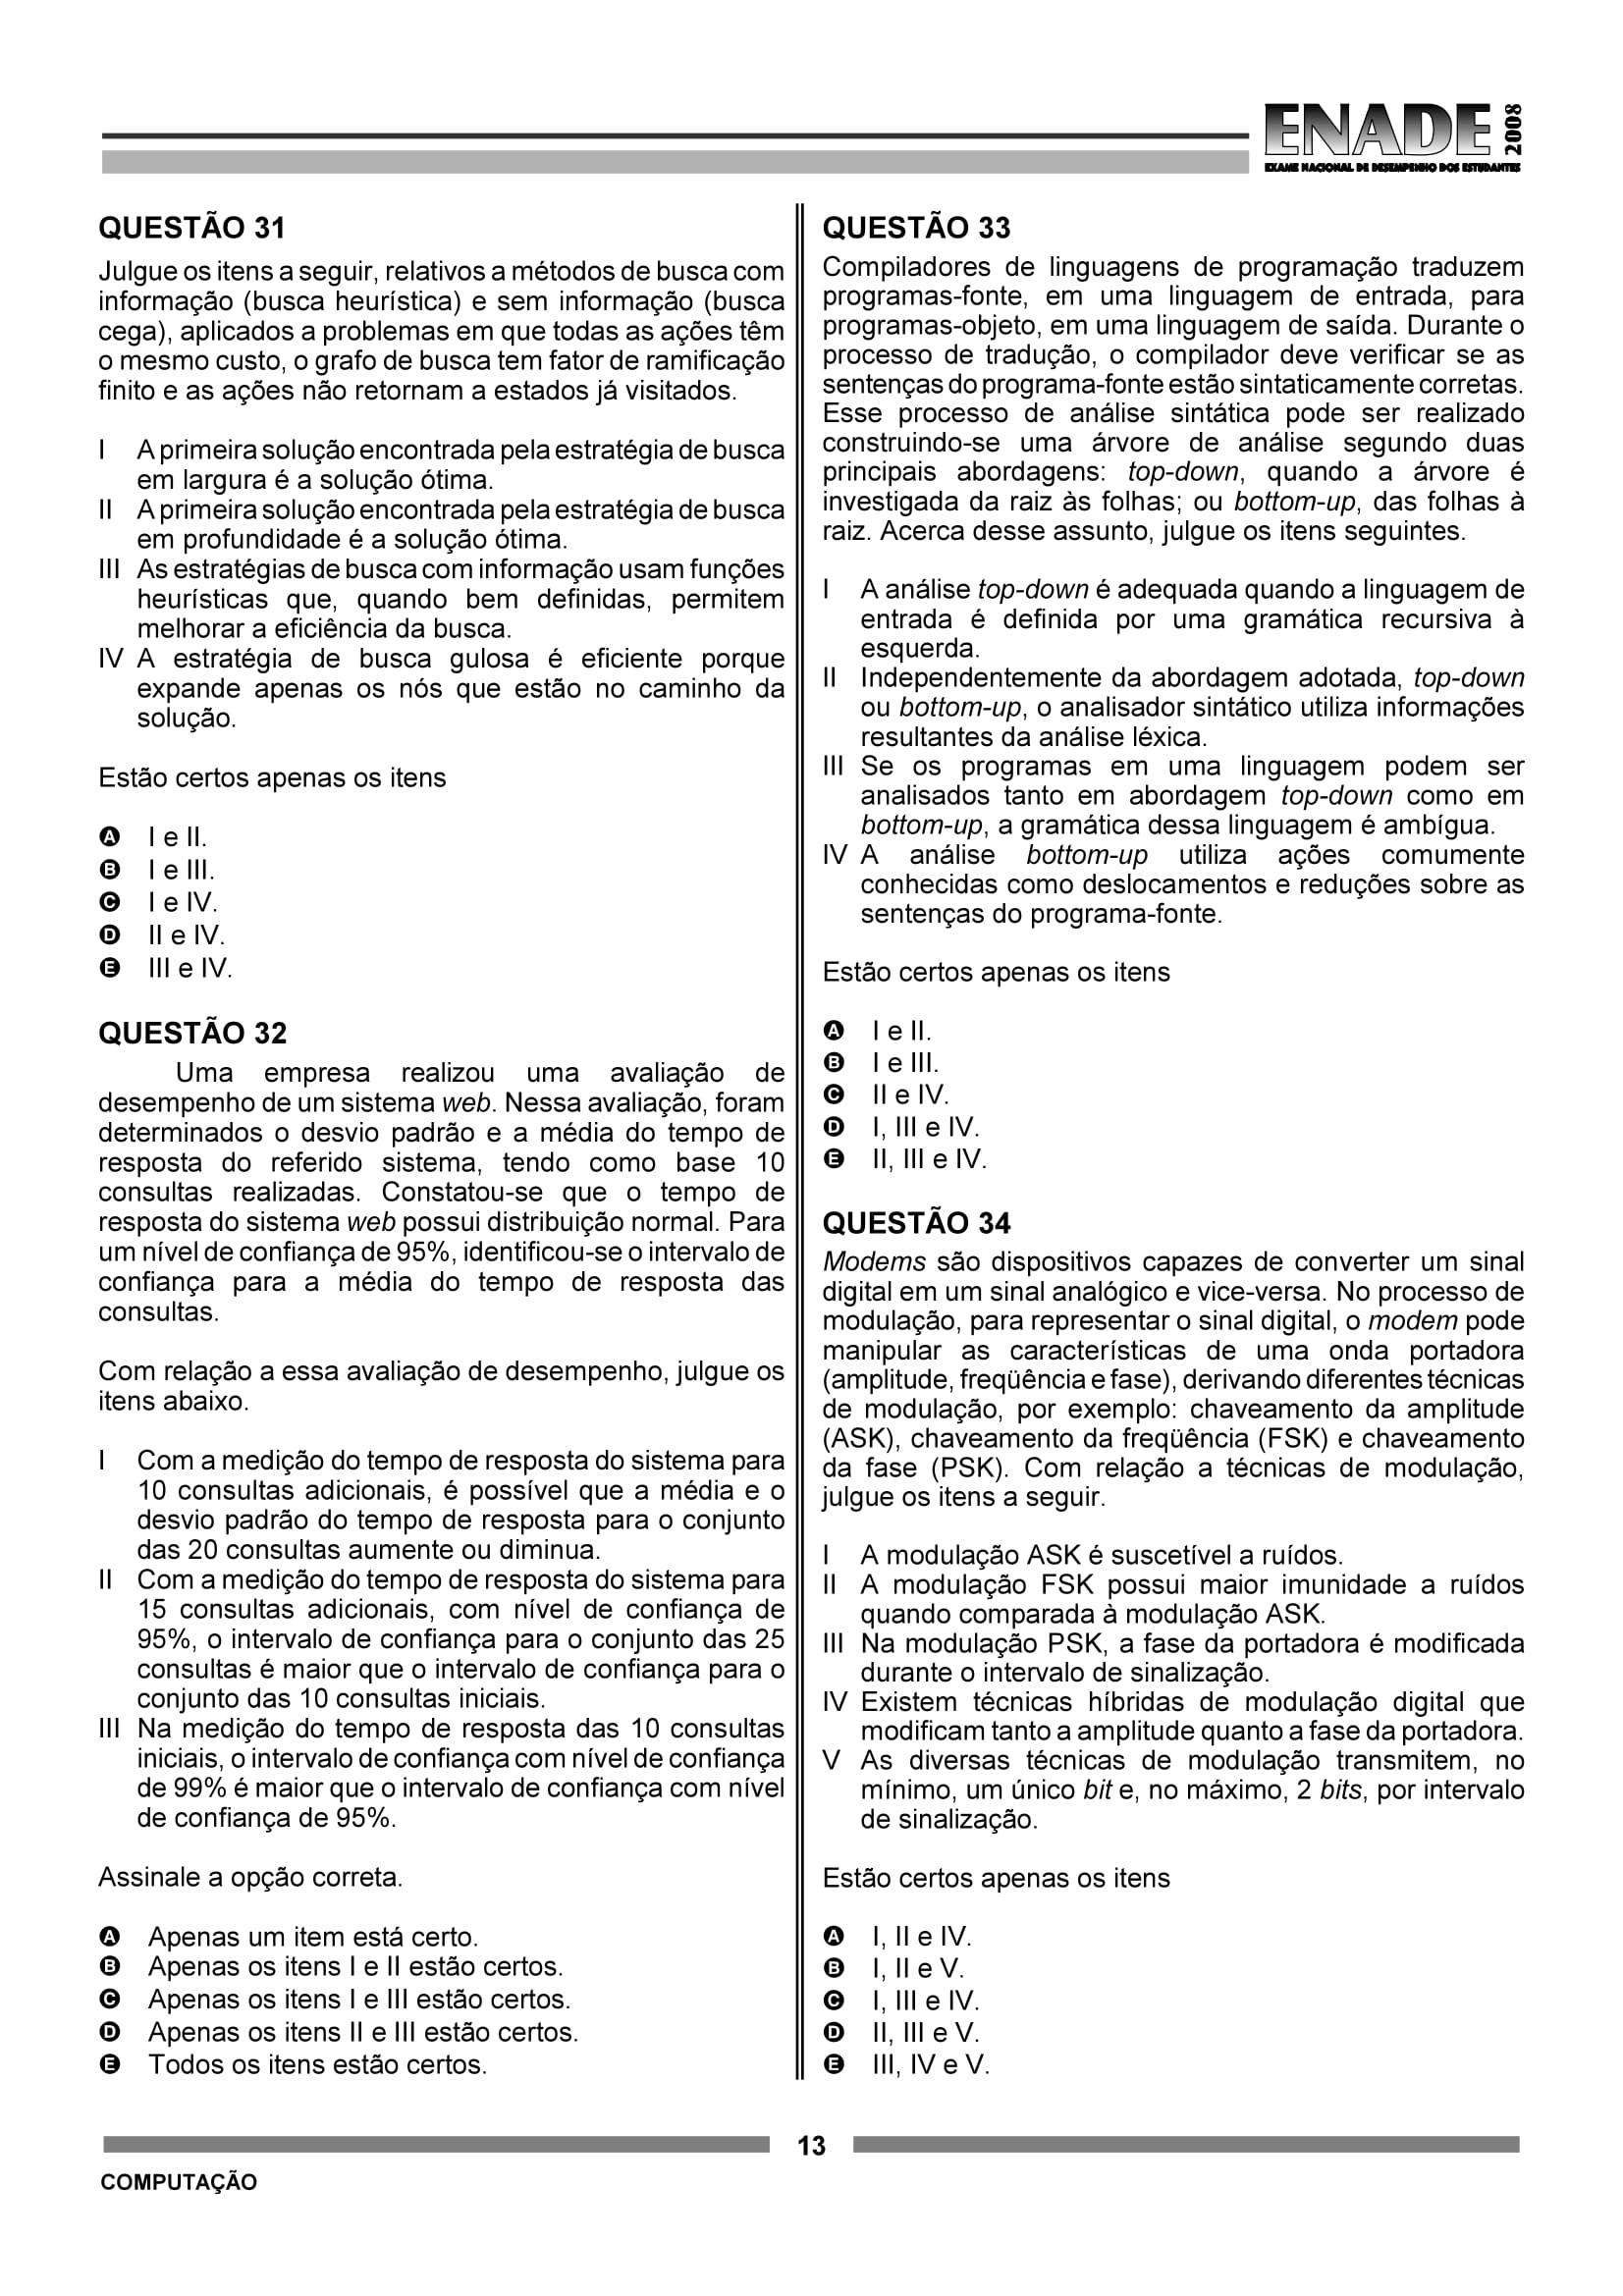 ENADE
2008
EXAME NACIONAL DE DESEMPENHO DOS ESTUDANTES
QUESTÃO 31
Julgue os itens a seguir, relativos a métodos de busca com
informação (busca heurística) e sem informação (busca
cega), aplicados a problemas em que todas as ações têm
o mesmo custo, o grafo de busca tem fator de ramificação
finito e as ações não retornam a estados já visitados.
I A primeira solução encontrada pela estratégia de busca
em largura é a solução ótima.
II A primeira solução encontrada pela estratégia de busca
em profundidade é a solução ótima.
III As estratégias de busca com informação usam funções
heurísticas que, quando bem definidas, permitem
melhorar a eficiência da busca.
IV A estratégia de busca gulosa é eficiente porque
expande apenas os nós que estão no caminho da
solução.
Estão certos apenas os itens
A I e II.
B I e III.
C I e IV.
D II e IV.
E III e IV.
QUESTÃO 32
Uma empresa realizou uma avaliação de
desempenho de um sistema web. Nessa avaliação, foram
determinados o desvio padrão e a média do tempo de
resposta do referido sistema, tendo como base 10
consultas realizadas. Constatou-se que o tempo de
resposta do sistema web possui distribuição normal. Para
um nível de confiança de 95%, identificou-se o intervalo de
confiança para a média do tempo de resposta das
consultas.
Com relação a essa avaliação de desempenho, julgue os
itens abaixo.
I Com a medição do tempo de resposta do sistema para
10 consultas adicionais, é possível que a média e o
desvio padrão do tempo de resposta para o conjunto
das 20 consultas aumente ou diminua.
II Com a medição do tempo de resposta do sistema para
15 consultas adicionais, com nível de confiança de
95%, o intervalo de confiança para o conjunto das 25
consultas é maior que o intervalo de confiança para o
conjunto das 10 consultas iniciais.
III Na medição do tempo de resposta das 10 consultas
iniciais, o intervalo de confiança com nível de confiança
de 99% é maior que o intervalo de confiança com nível
de confiança de 95%.
Assinale a opção correta.
A Apenas um item está certo.
B Apenas os itens I e II estão certos.
C Apenas os itens I e III estão certos.
D Apenas os itens II e III estão certos.
E Todos os itens estão certos.
QUESTÃO 33
Compiladores de linguagens de programação traduzem
programas-fonte, em uma linguagem de entrada, para
programas-objeto, em uma linguagem de saída. Durante o
processo de tradução, o compilador deve verificar se as
sentenças do programa-fonte estão sintaticamente corretas.
Esse processo de análise sintática pode ser realizado
construindo-se uma árvore de análise segundo duas
principais abordagens: top-down, quando a árvore é
investigada da raiz às folhas; ou bottom-up, das folhas à
raiz. Acerca desse assunto, julgue os itens seguintes.
I A análise top-down é adequada quando a linguagem de
entrada é definida por uma gramática recursiva à
esquerda.
II Independentemente da abordagem adotada, top-down
ou bottom-up, o analisador sintático utiliza informações
resultantes da análise léxica.
III Se os programas em uma linguagem podem ser
analisados tanto em abordagem top-down como em
bottom-up, a gramática dessa linguagem é ambígua.
IV A análise bottom-up utiliza ações comumente
conhecidas como deslocamentos e reduções sobre as
sentenças do programa-fonte.
Estão certos apenas os itens
A I e II.
B I e III.
C II e IV.
D I, III e IV.
E II, III e IV.
QUESTÃO 34
Modems são dispositivos capazes de converter um sinal
digital em um sinal analógico e vice-versa. No processo de
modulação, para representar o sinal digital, o modem pode
manipular as características de uma onda portadora
(amplitude, freqüência e fase), derivando diferentes técnicas
de modulação, por exemplo: chaveamento da amplitude
(ASK), chaveamento da freqüência (FSK) e chaveamento
da fase (PSK). Com relação a técnicas de modulação,
julgue os itens a seguir.
I A modulação ASK é suscetível a ruídos.
II A modulação FSK possui maior imunidade a ruídos
quando comparada à modulação ASK.
III Na modulação PSK, a fase da portadora é modificada
durante o intervalo de sinalização.
IV Existem técnicas híbridas de modulação digital que
modificam tanto a amplitude quanto a fase da portadora.
V As diversas técnicas de modulação transmitem, no
mínimo, um único bit e, no máximo, 2 bits, por intervalo
de sinalização.
Estão certos apenas os itens
A I, II e IV.
B I, II e V.
C I, III e IV.
D II, III e V.
E III, IV e V.
13
COMPUTAÇÃO